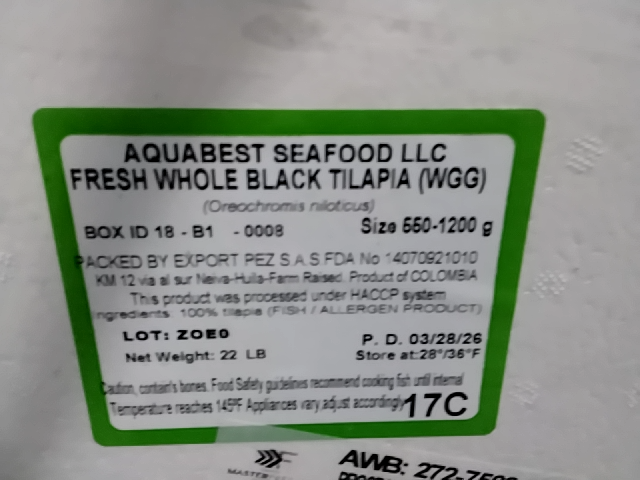 AQUABEST SEAFOOD LLC
FRESH WHOLE BLACK TILAPIA (WGG)
(Oreochromis niloticus)
BOX ID 18 - B1 - 0008 Size 550-1200 g
PACKED BY EXPORT PEZ S.A.S FDA No 14070921010
KM 12 via al sur Neiva-Huila-Farm Raised. Product of COLOMBIA
This product was processed under HACCP system
Ingredients: 100% tilapia (FISH / ALLERGEN PRODUCT)
LOT: ZOE0 P. D. 03/28/26
Net Weight: 22 LB Store at:28°/36°F
Caution, contain's bones. Food Safety guidelines recommend cooking fish until internal
Temperature reaches 145°F Appliances vary,adjust accordingly 17C
AWB: